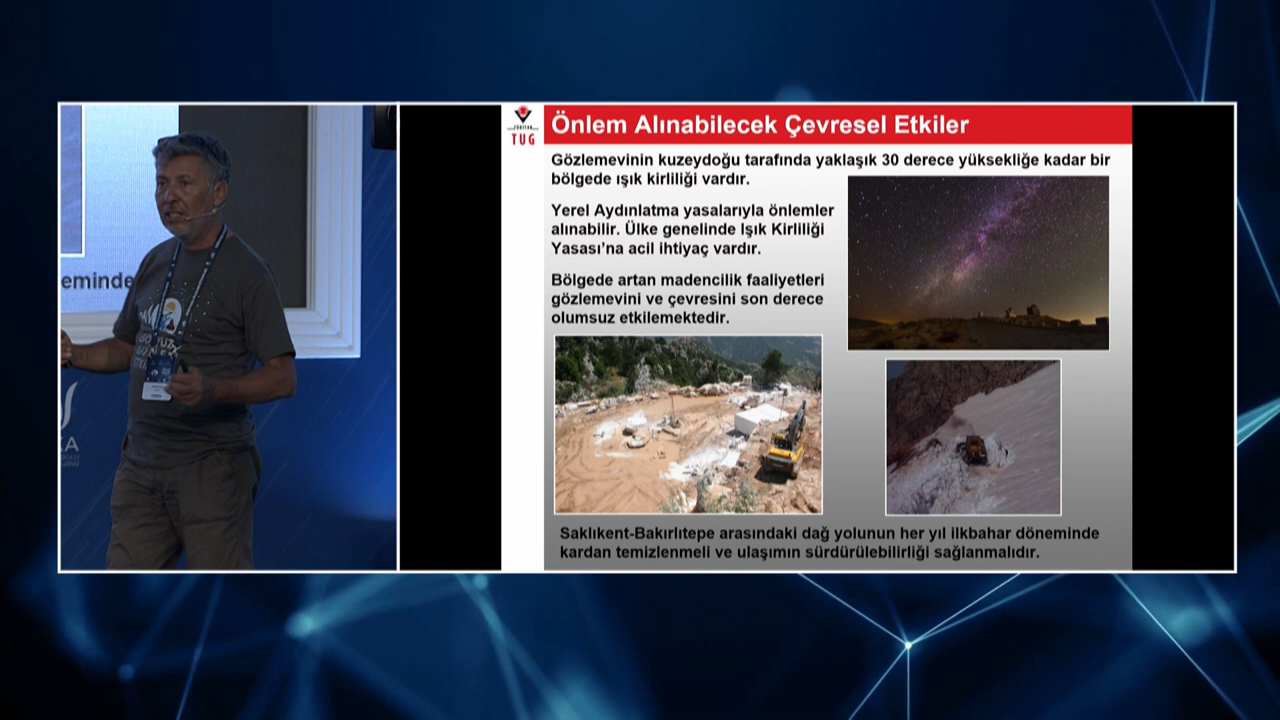 TUG
Önlem Alınabilecek Çevresel Etkiler
Gözlemevinin kuzeydoğu tarafında yaklaşık 30 derece yüksekliğe kadar bir
bölgede ışık kirliliği vardır.
Yerel Aydınlatma yasalarıyla önlemler
alınabilir. Ülke genelinde Işık Kirliliği
Yasası’na acil ihtiyaç vardır.
Bölgede artan madencilik faaliyetleri
gözlemevini ve çevresini son derece
olumsuz etkilemektedir.
Saklıkent-Bakırlıtepe arasındaki dağ yolunun her yıl ilkbahar döneminde
kardan temizlenmeli ve ulaşımın sürdürülebilirliği sağlanmalıdır.
eminde